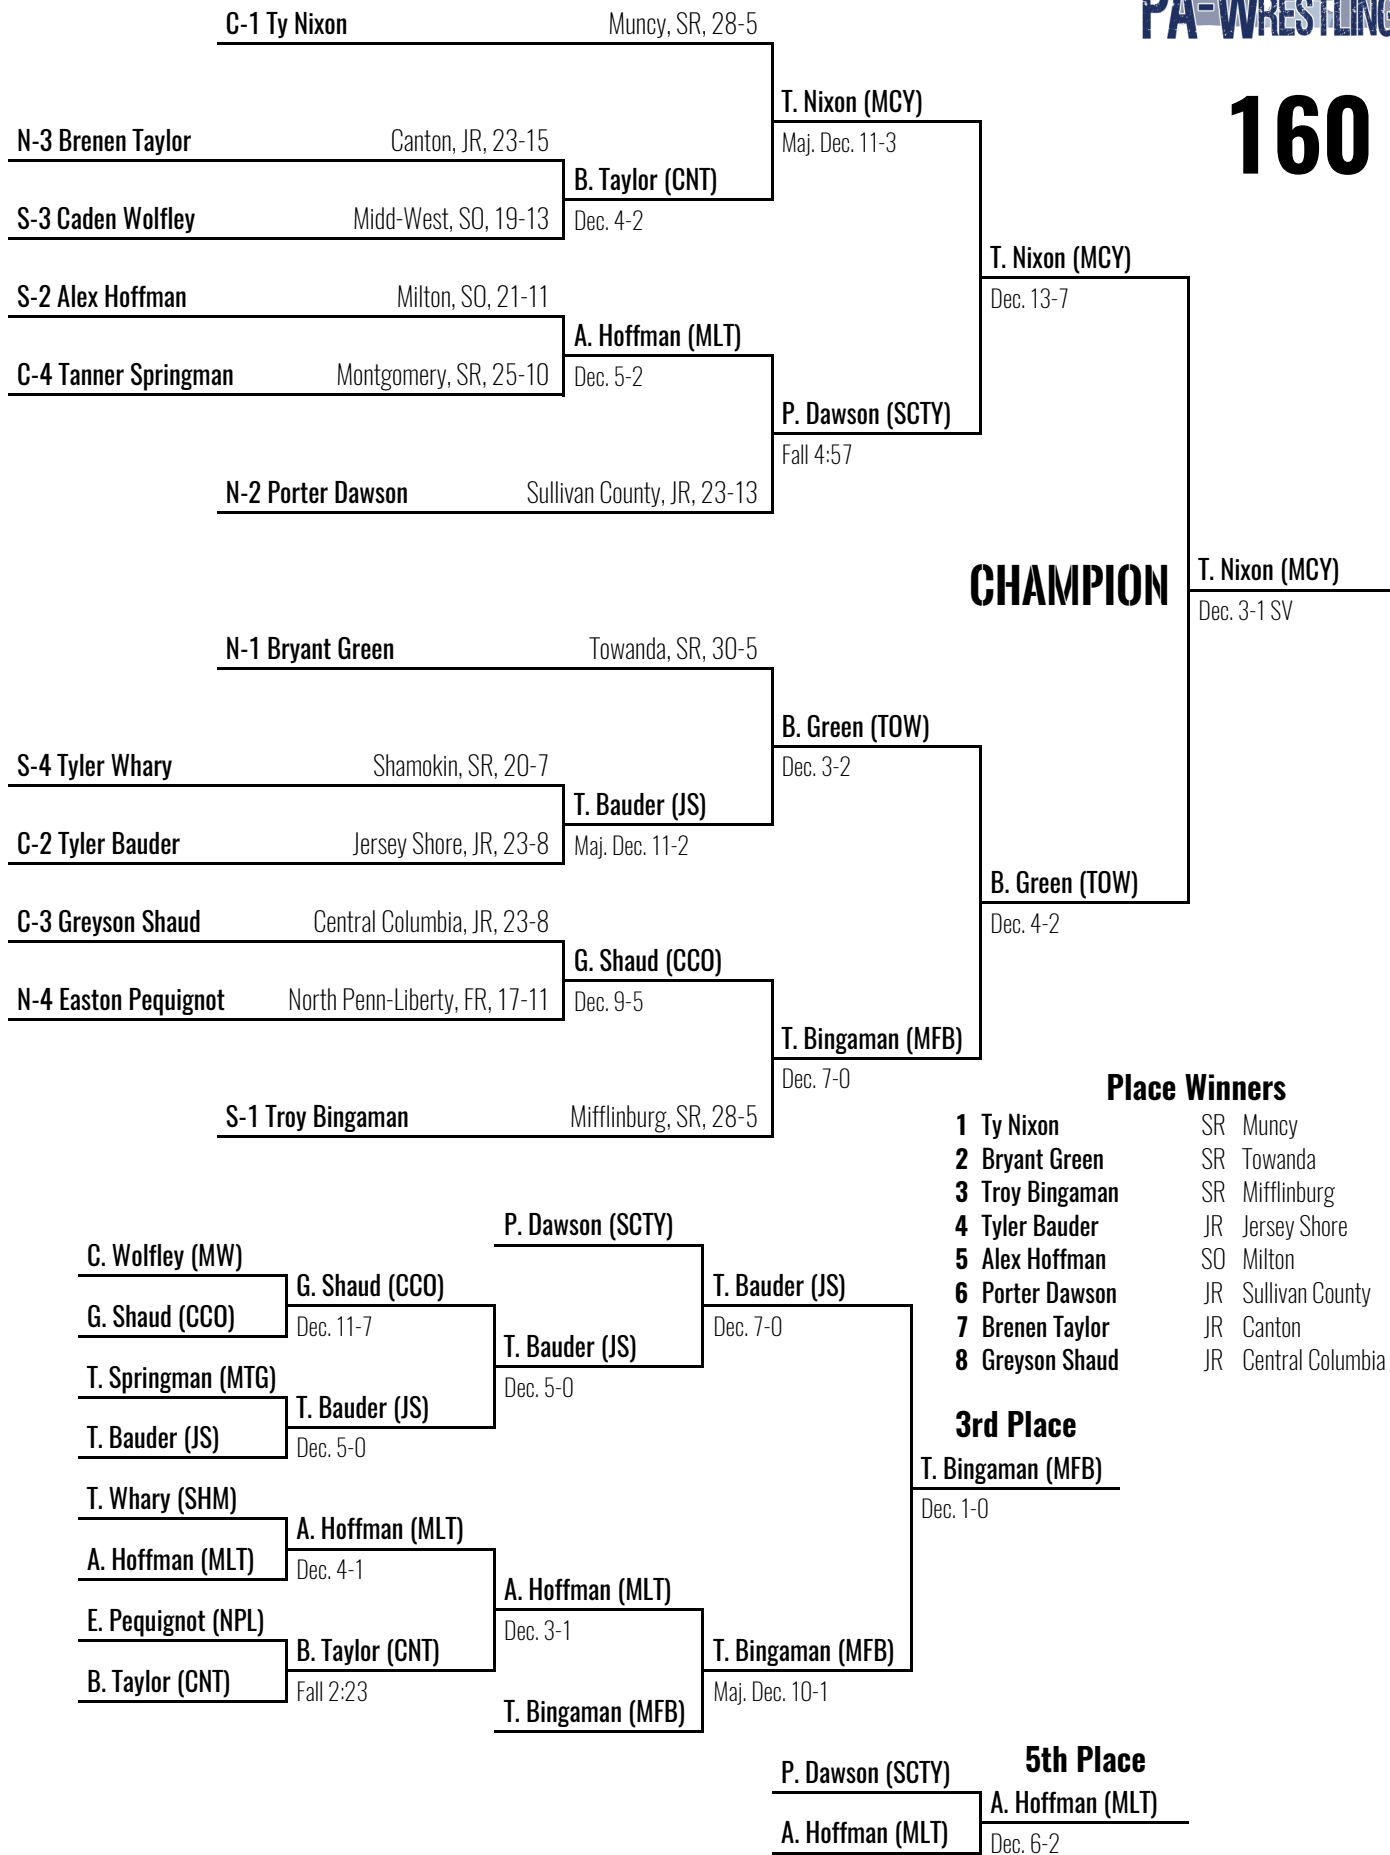 PA-WRESTLING
160
C-1 Ty Nixon Muncy, SR, 28-5
T. Nixon (MCY)
Maj. Dec. 11-3
N-3 Brenen Taylor Canton, JR, 23-15
B. Taylor (CNT)
Dec. 4-2
S-3 Caden Wolfley Midd-West, SO, 19-13
T. Nixon (MCY)
Dec. 13-7
S-2 Alex Hoffman Milton, SO, 21-11
A. Hoffman (MLT)
Dec. 5-2
C-4 Tanner Springman Montgomery, SR, 25-10
P. Dawson (SCTY)
Fall 4:57
N-2 Porter Dawson Sullivan County, JR, 23-13
CHAMPION
T. Nixon (MCY)
Dec. 3-1 SV
N-1 Bryant Green Towanda, SR, 30-5
B. Green (TOW)
Dec. 3-2
S-4 Tyler Whary Shamokin, SR, 20-7
T. Bauder (JS)
Maj. Dec. 11-2
C-2 Tyler Bauder Jersey Shore, JR, 23-8
B. Green (TOW)
Dec. 4-2
C-3 Greyson Shaud Central Columbia, JR, 23-8
G. Shaud (CCO)
Dec. 9-5
N-4 Easton Pequignot North Penn-Liberty, FR, 17-11
T. Bingaman (MFB)
Dec. 7-0
S-1 Troy Bingaman Mifflinburg, SR, 28-5
Place Winners
1 Ty Nixon SR Muncy
2 Bryant Green SR Towanda
3 Troy Bingaman SR Mifflinburg
4 Tyler Bauder JR Jersey Shore
5 Alex Hoffman SO Milton
6 Porter Dawson JR Sullivan County
7 Brenen Taylor JR Canton
8 Greyson Shaud JR Central Columbia
P. Dawson (SCTY)
C. Wolfley (MW)
G. Shaud (CCO)
Dec. 11-7
G. Shaud (CCO)
T. Bauder (JS)
Dec. 7-0
T. Bauder (JS)
Dec. 5-0
T. Springman (MTG)
T. Bauder (JS)
Dec. 5-0
T. Bauder (JS)
3rd Place
T. Bingaman (MFB)
Dec. 1-0
T. Whary (SHM)
A. Hoffman (MLT)
Dec. 4-1
A. Hoffman (MLT)
A. Hoffman (MLT)
Dec. 3-1
E. Pequignot (NPL)
B. Taylor (CNT)
Fall 2:23
B. Taylor (CNT)
T. Bingaman (MFB)
Maj. Dec. 10-1
T. Bingaman (MFB)
5th Place
P. Dawson (SCTY)
A. Hoffman (MLT)
Dec. 6-2
A. Hoffman (MLT)